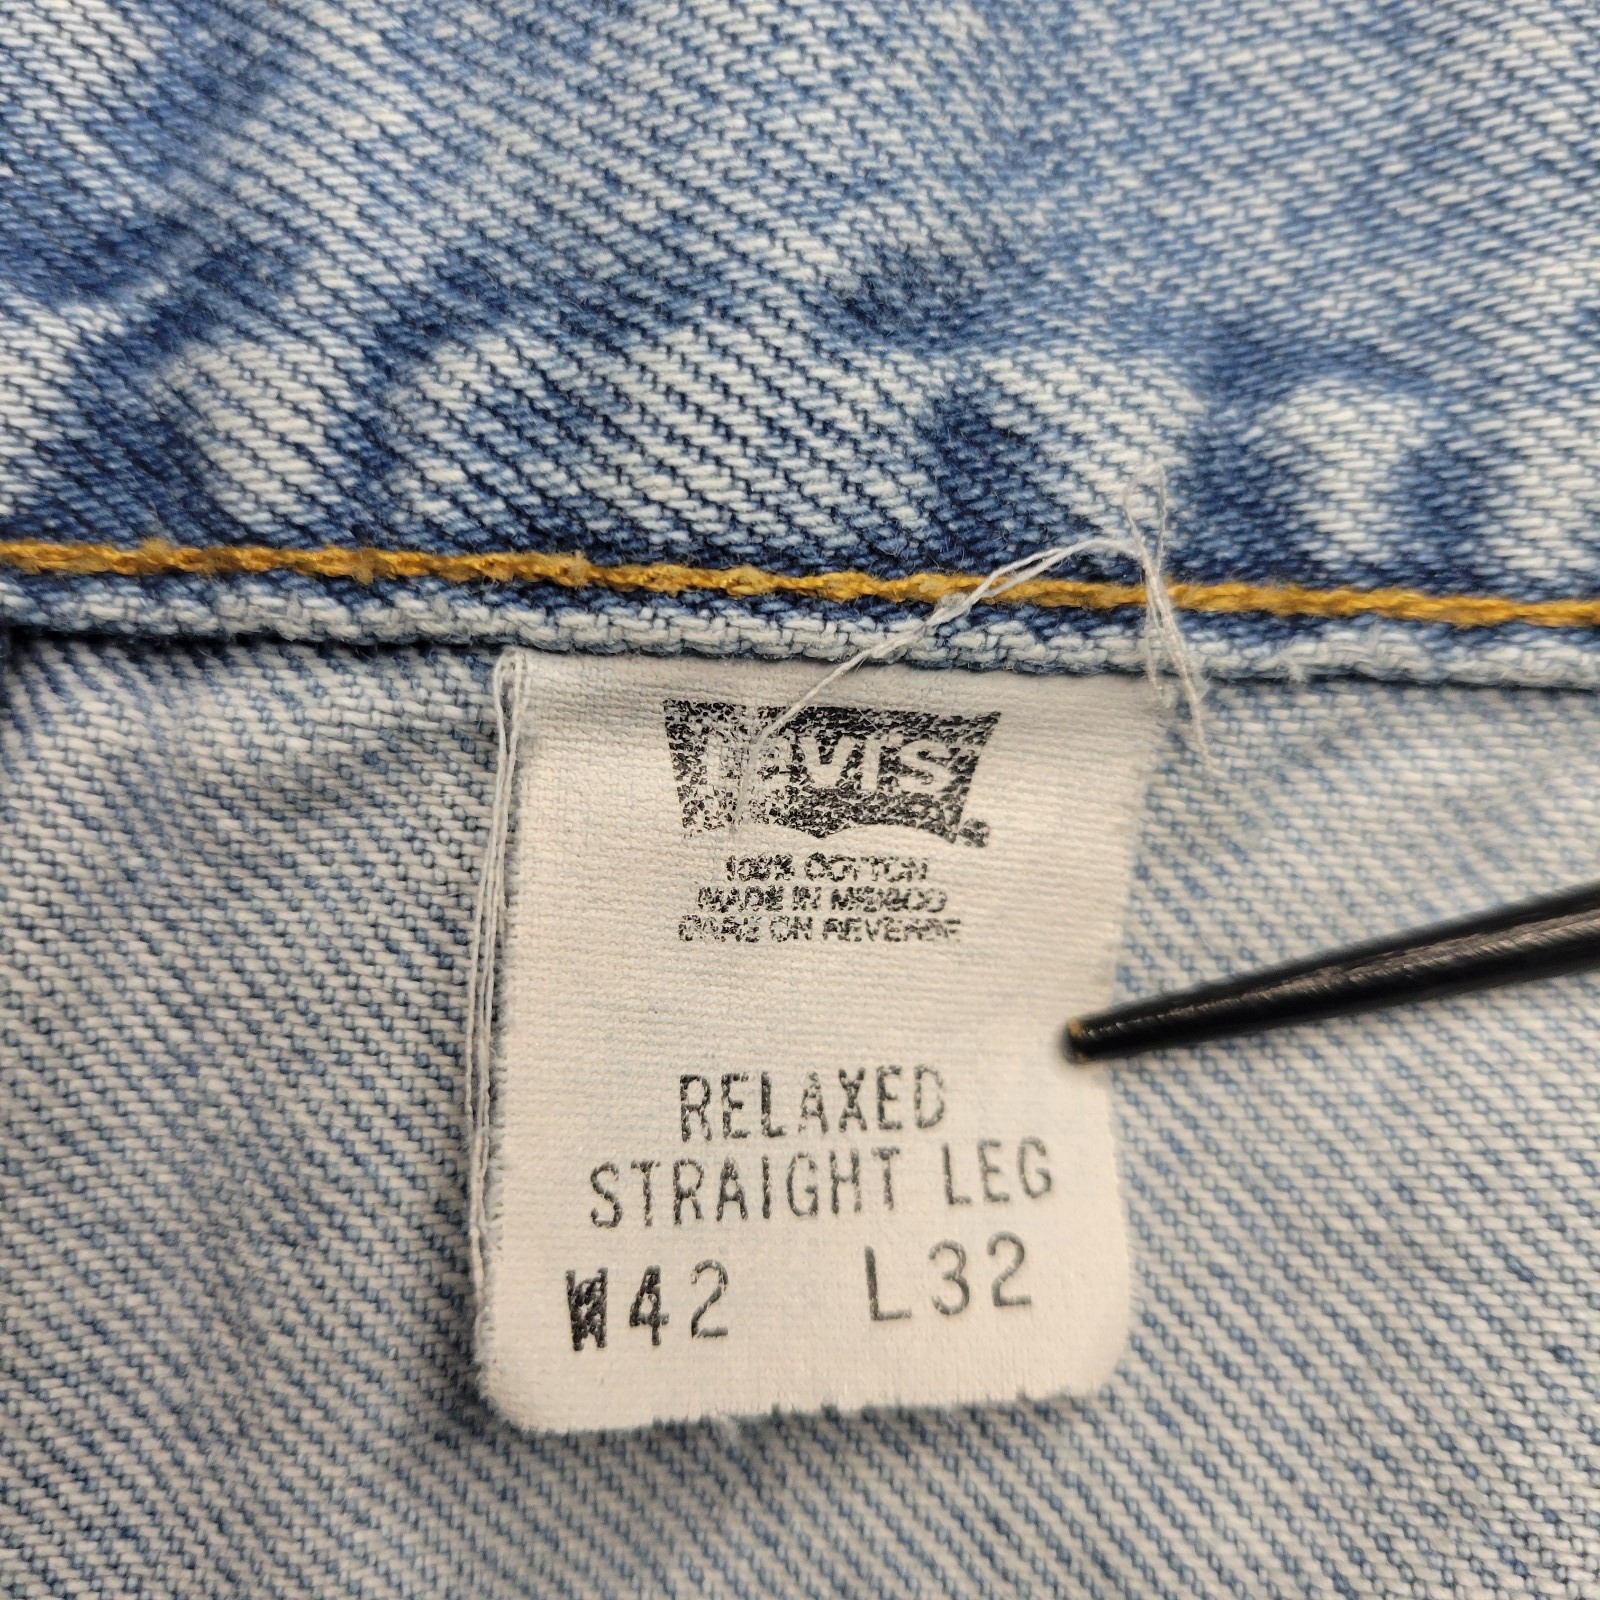 Levi's
100% COTTON
MADE IN MEXICO
CARE ON REVERSE
RELAXED
STRAIGHT LEG
W42 L32